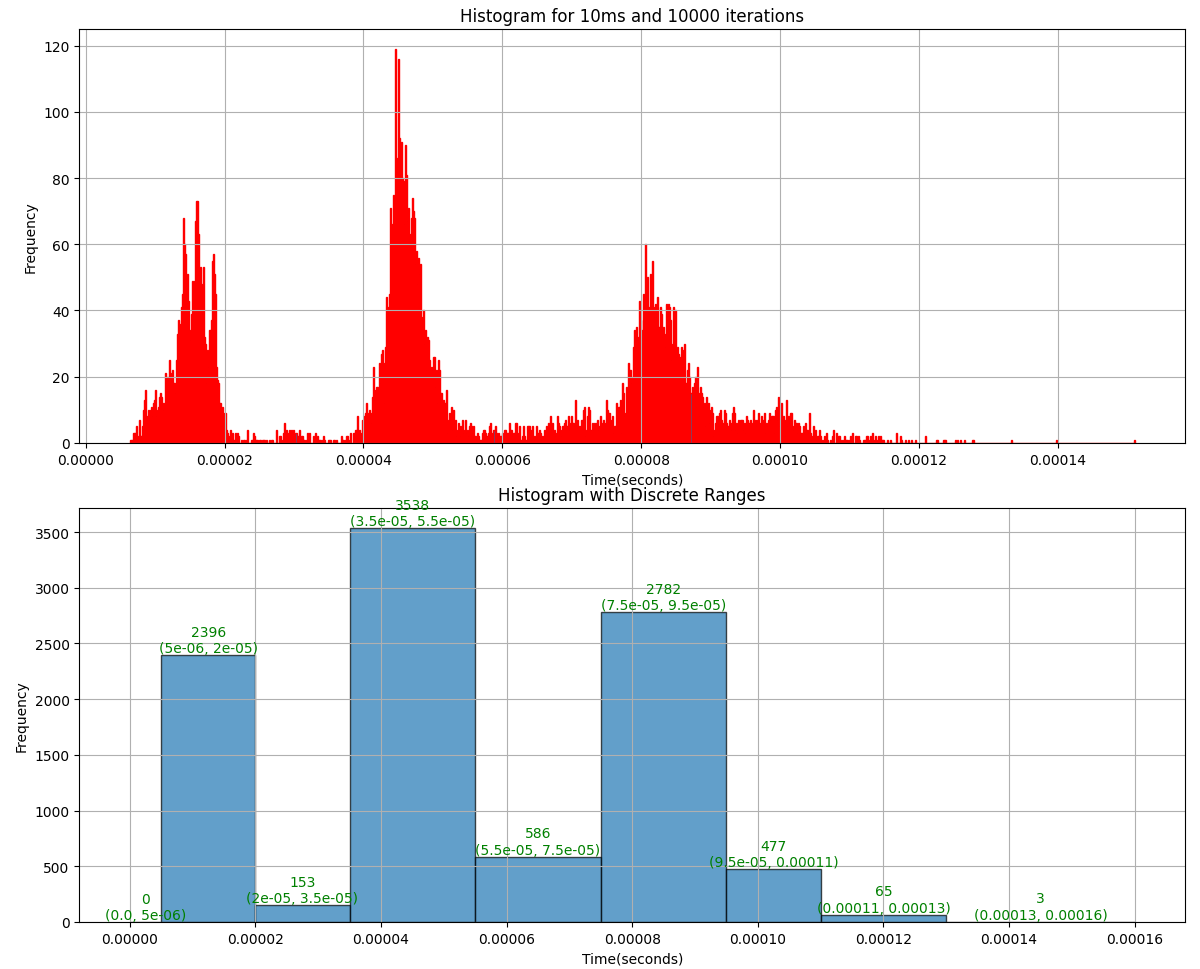 Histogram for 10ms and 10000 iterations
120
100
80
60
40
20
0
Frequency
0.00000 0.00002 0.00004 0.00006 0.00008 0.00010 0.00012 0.00014
Time(seconds)
Histogram with Discrete Ranges
3500
3000
2500
2000
1500
1000
500
0
Frequency
0
(0.0, 5e-06)
2396
(5e-06, 2e-05)
153
(2e-05, 3.5e-05)
3538
(3.5e-05, 5.5e-05)
586
(5.5e-05, 7.5e-05)
2782
(7.5e-05, 9.5e-05)
477
(9.5e-05, 0.00011)
65
(0.00011, 0.00013)
3
(0.00013, 0.00016)
0.00000 0.00002 0.00004 0.00006 0.00008 0.00010 0.00012 0.00014 0.00016
Time(seconds)